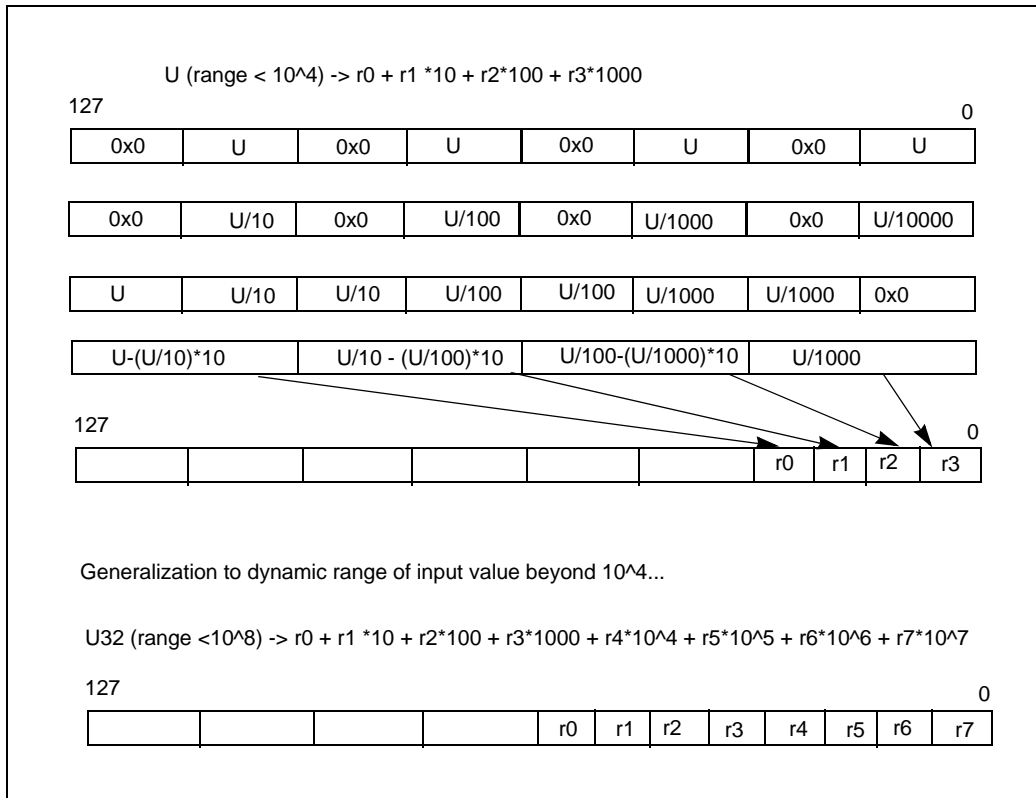 U (range < 10^4) -> r0 + r1 *10 + r2*100 + r3*1000
127 0
0x0 U 0x0 U 0x0 U 0x0 U
0x0 U/10 0x0 U/100 0x0 U/1000 0x0 U/10000
U U/10 U/10 U/100 U/100 U/1000 U/1000 0x0
U-(U/10)*10 U/10 - (U/100)*10 U/100-(U/1000)*10 U/1000
127 0
r0 r1 r2 r3
Generalization to dynamic range of input value beyond 10^4...
U32 (range <10^8) -> r0 + r1 *10 + r2*100 + r3*1000 + r4*10^4 + r5*10^5 + r6*10^6 + r7*10^7
127 0
r0 r1 r2 r3 r4 r5 r6 r7